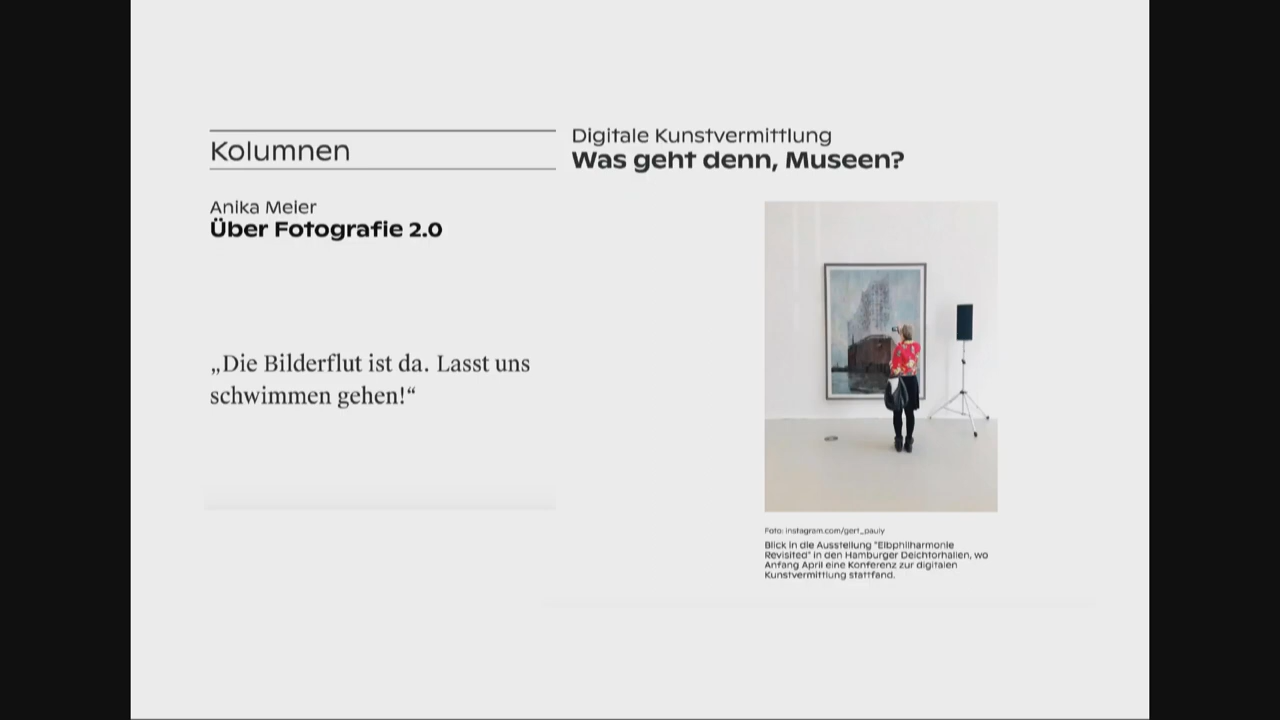 Kolumnen
Anika Meier
Über Fotografie 2.0
„Die Bilderflut ist da. Lasst uns
schwimmen gehen!“
Digitale Kunstvermittlung
Was geht denn, Museen?
Foto: instagram.com/gert_pauly
Blick in die Ausstellung "Elbphilharmonie
Revisited" in den Hamburger Deichtorhallen, wo
Anfang April eine Konferenz zur digitalen
Kunstvermittlung stattfand.